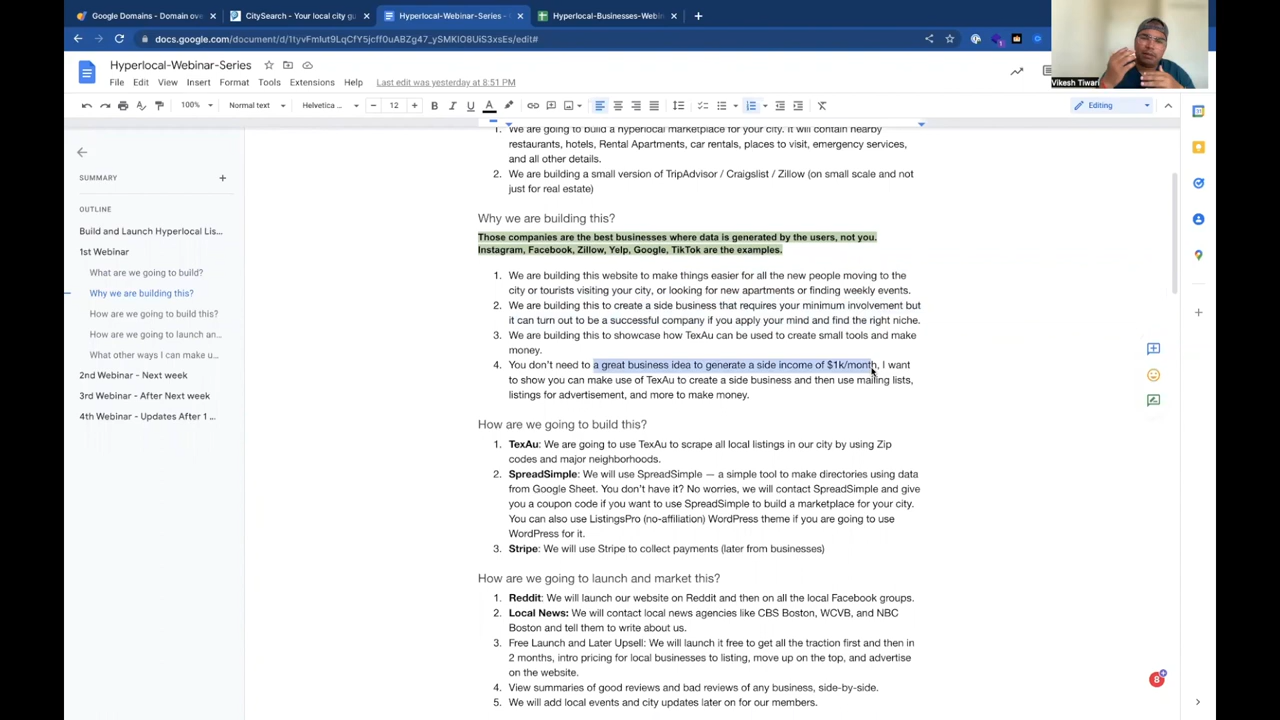 Google Domains - Domain ov
CitySearch - Your local city gu
Hyperlocal-Webinar-Series -
Hyperlocal-Businesses-Webin
docs.google.com/document/d/1tyvFmlut9LqCfY5jcff0uABZg47_ySMKIO8UiS3xsEs/edit#
Vikesh Tiwari
Hyperlocal-Webinar-Series
File Edit View Insert Format Tools Extensions Help Last edit was yesterday at 8:51 PM
100% Normal text Helvetica ... 12 Editing
SUMMARY
OUTLINE
Build and Launch Hyperlocal Lis...
1st Webinar
What are we going to build?
Why we are building this?
How are we going to build this?
How are we going to launch an...
What other ways I can make u...
2nd Webinar - Next week
3rd Webinar - After Next week
4th Webinar - Updates After 1 ...
1. We are going to build a hyperlocal marketplace for your city. It will contain nearby
restaurants, hotels, Rental Apartments, car rentals, places to visit, emergency services,
and all other details.
2. We are building a small version of TripAdvisor / Craigslist / Zillow (on small scale and not
just for real estate)
Why we are building this?
Those companies are the best businesses where data is generated by the users, not you.
Instagram, Facebook, Zillow, Yelp, Google, TikTok are the examples.
1. We are building this website to make things easier for all the new people moving to the
city or tourists visiting your city, or looking for new apartments or finding weekly events.
2. We are building this to create a side business that requires your minimum involvement but
it can turn out to be a successful company if you apply your mind and find the right niche.
3. We are building this to showcase how TexAu can be used to create small tools and make
money.
4. You don't need to a great business idea to generate a side income of $1k/month, I want
to show you can make use of TexAu to create a side business and then use mailing lists,
listings for advertisement, and more to make money.
How are we going to build this?
1. TexAu: We are going to use TexAu to scrape all local listings in our city by using Zip
codes and major neighborhoods.
2. SpreadSimple: We will use SpreadSimple — a simple tool to make directories using data
from Google Sheet. You don't have it? No worries, we will contact SpreadSimple and give
you a coupon code if you want to use SpreadSimple to build a marketplace for your city.
You can also use ListingsPro (no-affiliation) WordPress theme if you are going to use
WordPress for it.
3. Stripe: We will use Stripe to collect payments (later from businesses)
How are we going to launch and market this?
1. Reddit: We will launch our website on Reddit and then on all the local Facebook groups.
2. Local News: We will contact local news agencies like CBS Boston, WCVB, and NBC
Boston and tell them to write about us.
3. Free Launch and Later Upsell: We will launch it free to get all the traction first and then in
2 months, intro pricing for local businesses to listing, move up on the top, and advertise
on the website.
4. View summaries of good reviews and bad reviews of any business, side-by-side.
5. We will add local events and city updates later on for our members.
8